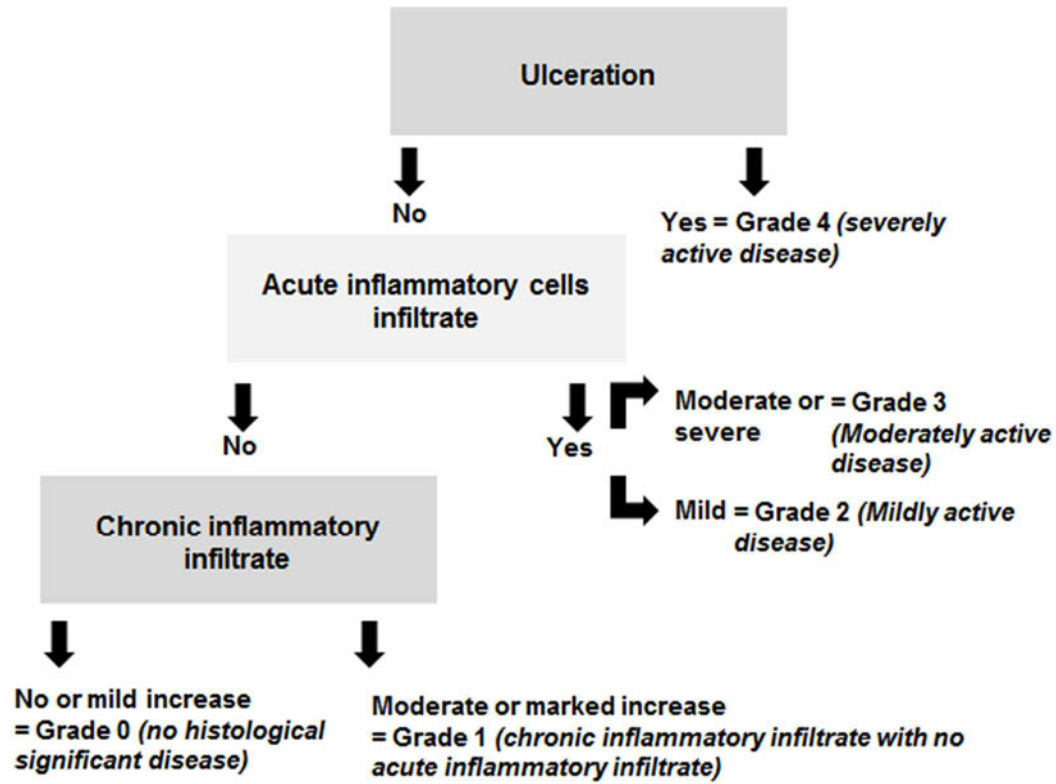 Ulceration
No
Yes = Grade 4 (severely
active disease)
Acute inflammatory cells
infiltrate
No
Yes
Moderate or = Grade 3
severe (Moderately active
disease)
Mild = Grade 2 (Mildly active
disease)
Chronic inflammatory
infiltrate
No or mild increase
= Grade 0 (no histological
significant disease)
Moderate or marked increase
= Grade 1 (chronic inflammatory infiltrate with no
acute inflammatory infiltrate)